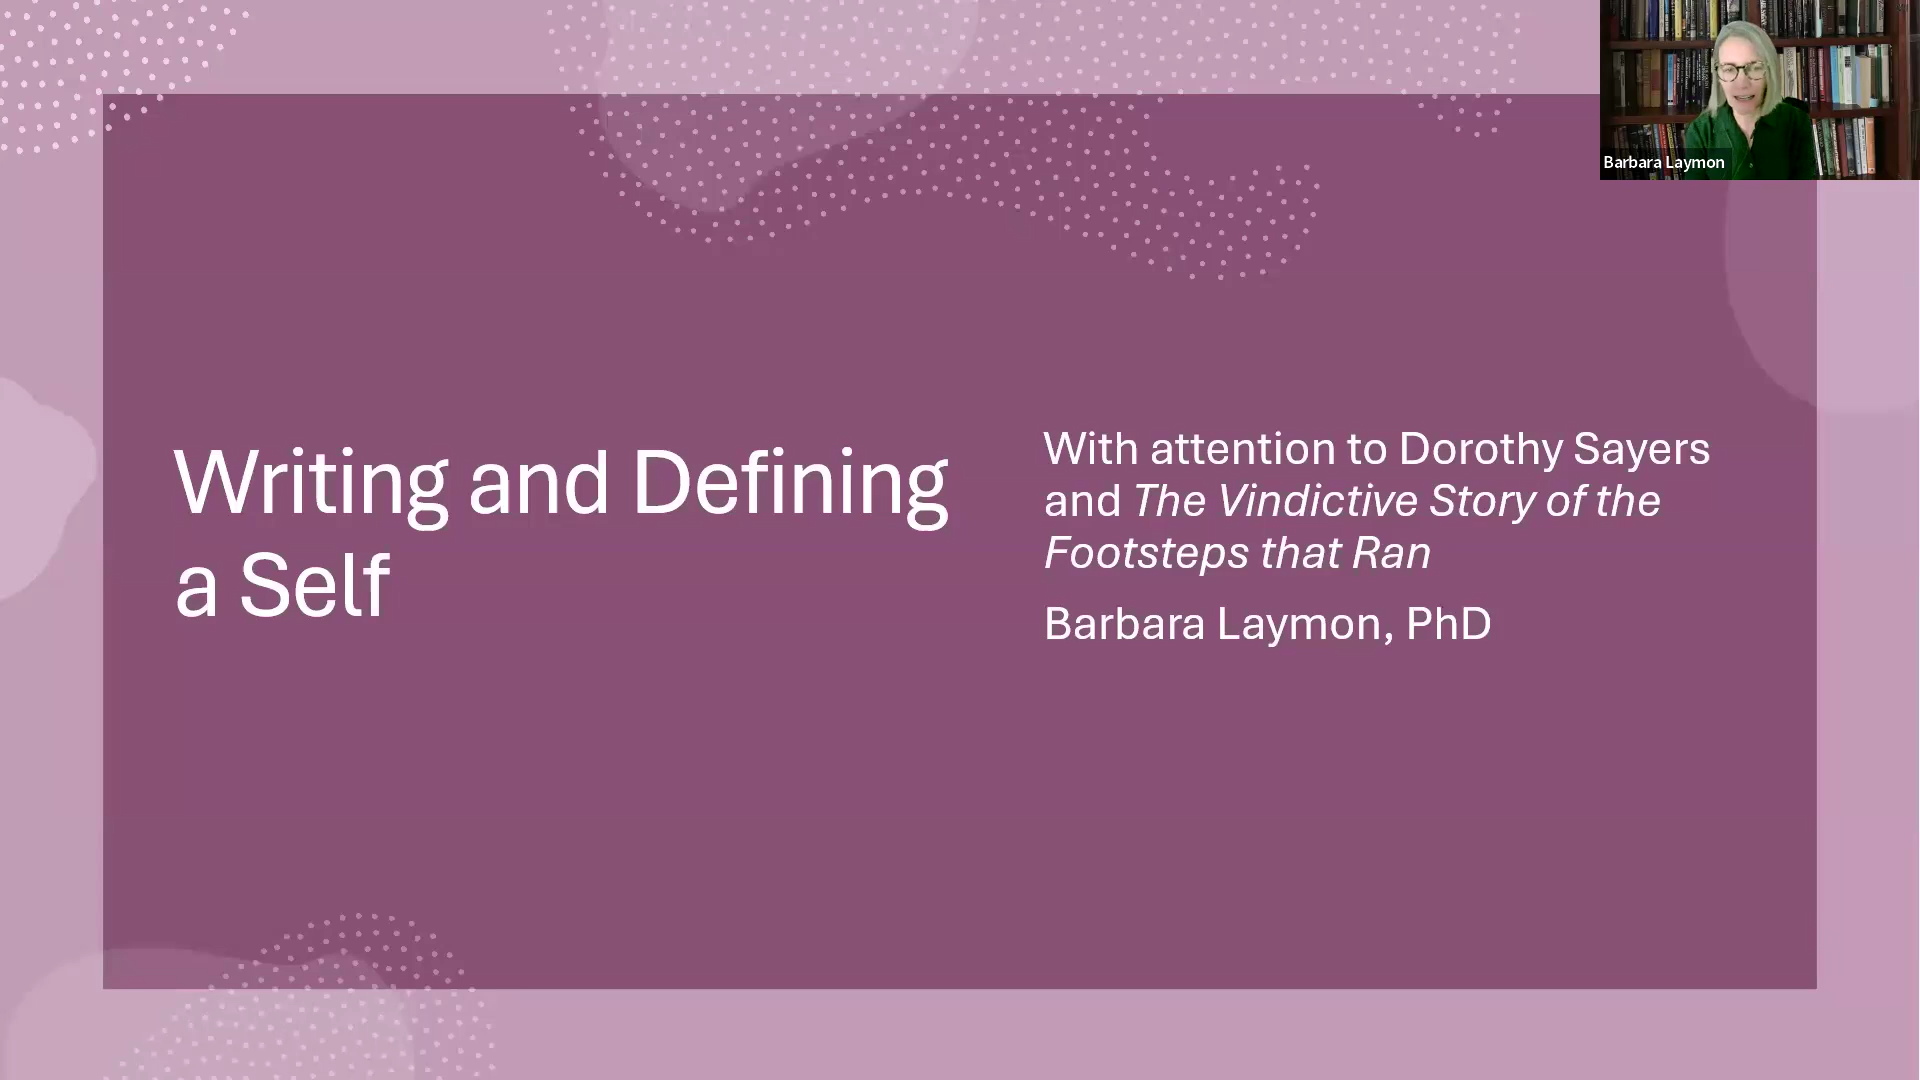 Barbara Laymon
Writing and Defining
a Self
With attention to Dorothy Sayers
and The Vindictive Story of the
Footsteps that Ran
Barbara Laymon, PhD